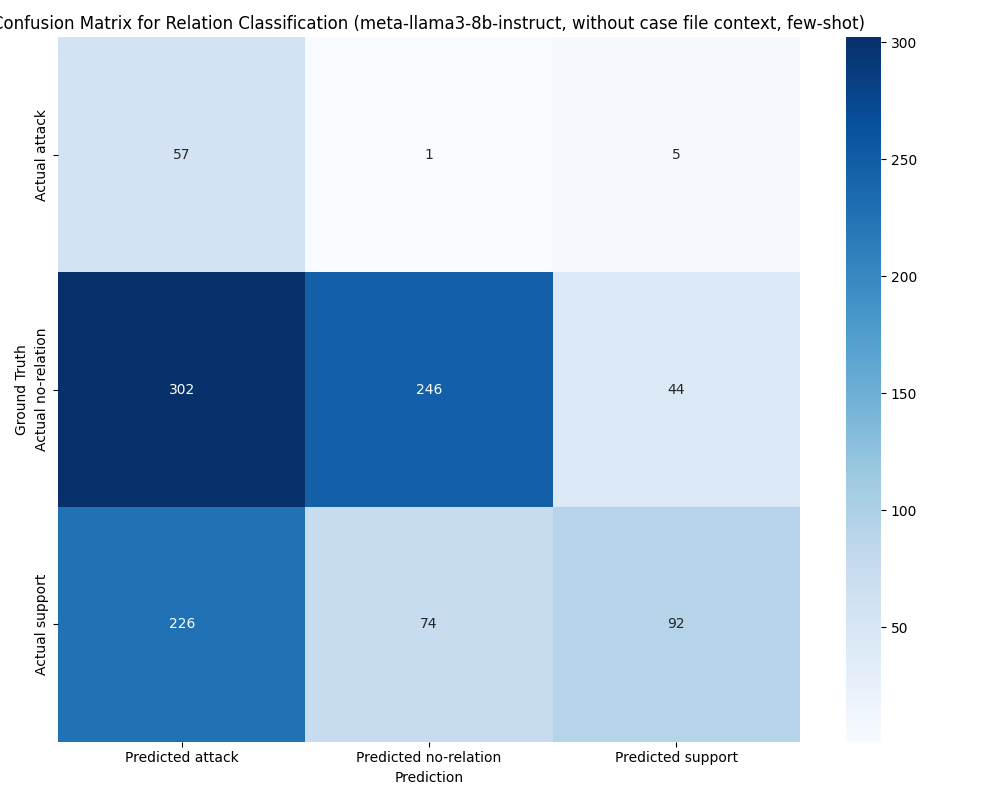 onfusion Matrix for Relation Classification (meta-llama3-8b-instruct, without case file context, few-shot)
Ground Truth
Actual attack
57 1 5
Actual no-relation
302 246 44
Actual support
226 74 92
Predicted attack Predicted no-relation Predicted support
Prediction
300
250
200
150
100
50